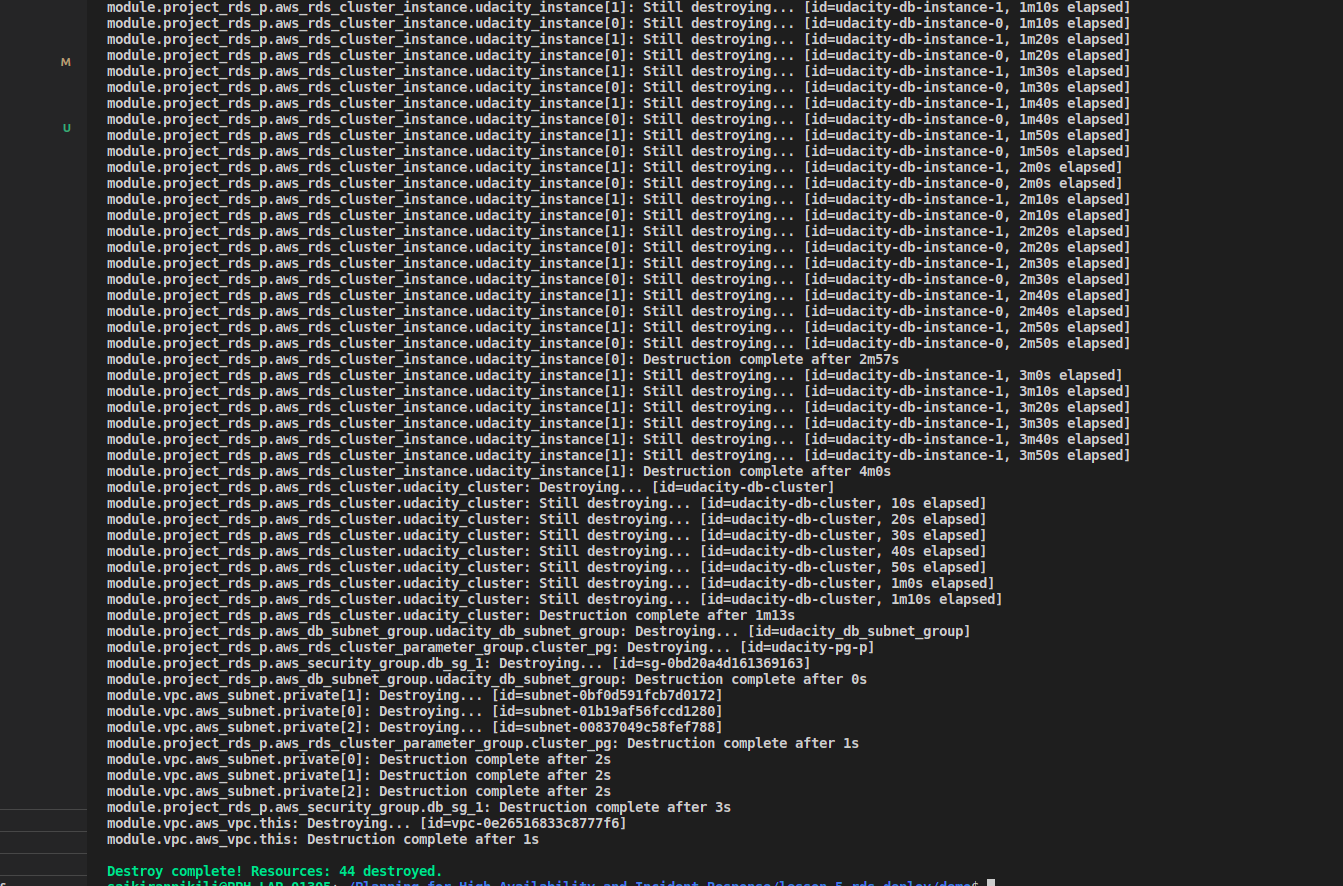 module.project_rds_p.aws_rds_cluster_instance.udacity_instance[1]: Still destroying... [id=udacity-db-instance-1, 1m10s elapsed]
module.project_rds_p.aws_rds_cluster_instance.udacity_instance[0]: Still destroying... [id=udacity-db-instance-0, 1m10s elapsed]
module.project_rds_p.aws_rds_cluster_instance.udacity_instance[1]: Still destroying... [id=udacity-db-instance-1, 1m20s elapsed]
M
module.project_rds_p.aws_rds_cluster_instance.udacity_instance[0]: Still destroying... [id=udacity-db-instance-0, 1m20s elapsed]
module.project_rds_p.aws_rds_cluster_instance.udacity_instance[1]: Still destroying... [id=udacity-db-instance-1, 1m30s elapsed]
module.project_rds_p.aws_rds_cluster_instance.udacity_instance[0]: Still destroying... [id=udacity-db-instance-0, 1m30s elapsed]
module.project_rds_p.aws_rds_cluster_instance.udacity_instance[1]: Still destroying... [id=udacity-db-instance-1, 1m40s elapsed]
module.project_rds_p.aws_rds_cluster_instance.udacity_instance[0]: Still destroying... [id=udacity-db-instance-0, 1m40s elapsed]
U
module.project_rds_p.aws_rds_cluster_instance.udacity_instance[1]: Still destroying... [id=udacity-db-instance-1, 1m50s elapsed]
module.project_rds_p.aws_rds_cluster_instance.udacity_instance[0]: Still destroying... [id=udacity-db-instance-0, 1m50s elapsed]
module.project_rds_p.aws_rds_cluster_instance.udacity_instance[1]: Still destroying... [id=udacity-db-instance-1, 2m0s elapsed]
module.project_rds_p.aws_rds_cluster_instance.udacity_instance[0]: Still destroying... [id=udacity-db-instance-0, 2m0s elapsed]
module.project_rds_p.aws_rds_cluster_instance.udacity_instance[1]: Still destroying... [id=udacity-db-instance-1, 2m10s elapsed]
module.project_rds_p.aws_rds_cluster_instance.udacity_instance[0]: Still destroying... [id=udacity-db-instance-0, 2m10s elapsed]
module.project_rds_p.aws_rds_cluster_instance.udacity_instance[1]: Still destroying... [id=udacity-db-instance-1, 2m20s elapsed]
module.project_rds_p.aws_rds_cluster_instance.udacity_instance[0]: Still destroying... [id=udacity-db-instance-0, 2m20s elapsed]
module.project_rds_p.aws_rds_cluster_instance.udacity_instance[1]: Still destroying... [id=udacity-db-instance-1, 2m30s elapsed]
module.project_rds_p.aws_rds_cluster_instance.udacity_instance[0]: Still destroying... [id=udacity-db-instance-0, 2m30s elapsed]
module.project_rds_p.aws_rds_cluster_instance.udacity_instance[1]: Still destroying... [id=udacity-db-instance-1, 2m40s elapsed]
module.project_rds_p.aws_rds_cluster_instance.udacity_instance[0]: Still destroying... [id=udacity-db-instance-0, 2m40s elapsed]
module.project_rds_p.aws_rds_cluster_instance.udacity_instance[1]: Still destroying... [id=udacity-db-instance-1, 2m50s elapsed]
module.project_rds_p.aws_rds_cluster_instance.udacity_instance[0]: Still destroying... [id=udacity-db-instance-0, 2m50s elapsed]
module.project_rds_p.aws_rds_cluster_instance.udacity_instance[0]: Destruction complete after 2m57s
module.project_rds_p.aws_rds_cluster_instance.udacity_instance[1]: Still destroying... [id=udacity-db-instance-1, 3m0s elapsed]
module.project_rds_p.aws_rds_cluster_instance.udacity_instance[1]: Still destroying... [id=udacity-db-instance-1, 3m10s elapsed]
module.project_rds_p.aws_rds_cluster_instance.udacity_instance[1]: Still destroying... [id=udacity-db-instance-1, 3m20s elapsed]
module.project_rds_p.aws_rds_cluster_instance.udacity_instance[1]: Still destroying... [id=udacity-db-instance-1, 3m30s elapsed]
module.project_rds_p.aws_rds_cluster_instance.udacity_instance[1]: Still destroying... [id=udacity-db-instance-1, 3m40s elapsed]
module.project_rds_p.aws_rds_cluster_instance.udacity_instance[1]: Still destroying... [id=udacity-db-instance-1, 3m50s elapsed]
module.project_rds_p.aws_rds_cluster_instance.udacity_instance[1]: Destruction complete after 4m0s
module.project_rds_p.aws_rds_cluster.udacity_cluster: Destroying... [id=udacity-db-cluster]
module.project_rds_p.aws_rds_cluster.udacity_cluster: Still destroying... [id=udacity-db-cluster, 10s elapsed]
module.project_rds_p.aws_rds_cluster.udacity_cluster: Still destroying... [id=udacity-db-cluster, 20s elapsed]
module.project_rds_p.aws_rds_cluster.udacity_cluster: Still destroying... [id=udacity-db-cluster, 30s elapsed]
module.project_rds_p.aws_rds_cluster.udacity_cluster: Still destroying... [id=udacity-db-cluster, 40s elapsed]
module.project_rds_p.aws_rds_cluster.udacity_cluster: Still destroying... [id=udacity-db-cluster, 50s elapsed]
module.project_rds_p.aws_rds_cluster.udacity_cluster: Still destroying... [id=udacity-db-cluster, 1m0s elapsed]
module.project_rds_p.aws_rds_cluster.udacity_cluster: Still destroying... [id=udacity-db-cluster, 1m10s elapsed]
module.project_rds_p.aws_rds_cluster.udacity_cluster: Destruction complete after 1m13s
module.project_rds_p.aws_db_subnet_group.udacity_db_subnet_group: Destroying... [id=udacity_db_subnet_group]
module.project_rds_p.aws_rds_cluster_parameter_group.cluster_pg: Destroying... [id=udacity-pg-p]
module.project_rds_p.aws_security_group.db_sg_1: Destroying... [id=sg-0bd20a4d161369163]
module.project_rds_p.aws_db_subnet_group.udacity_db_subnet_group: Destruction complete after 0s
module.vpc.aws_subnet.private[1]: Destroying... [id=subnet-0bf0d591fcb7d0172]
module.vpc.aws_subnet.private[0]: Destroying... [id=subnet-01b19af56fccd1280]
module.vpc.aws_subnet.private[2]: Destroying... [id=subnet-00837049c58fef788]
module.project_rds_p.aws_rds_cluster_parameter_group.cluster_pg: Destruction complete after 1s
module.vpc.aws_subnet.private[0]: Destruction complete after 2s
module.vpc.aws_subnet.private[1]: Destruction complete after 2s
module.vpc.aws_subnet.private[2]: Destruction complete after 2s
module.project_rds_p.aws_security_group.db_sg_1: Destruction complete after 3s
module.vpc.aws_vpc.this: Destroying... [id=vpc-0e26516833c8777f6]
module.vpc.aws_vpc.this: Destruction complete after 1s
Destroy complete! Resources: 44 destroyed.